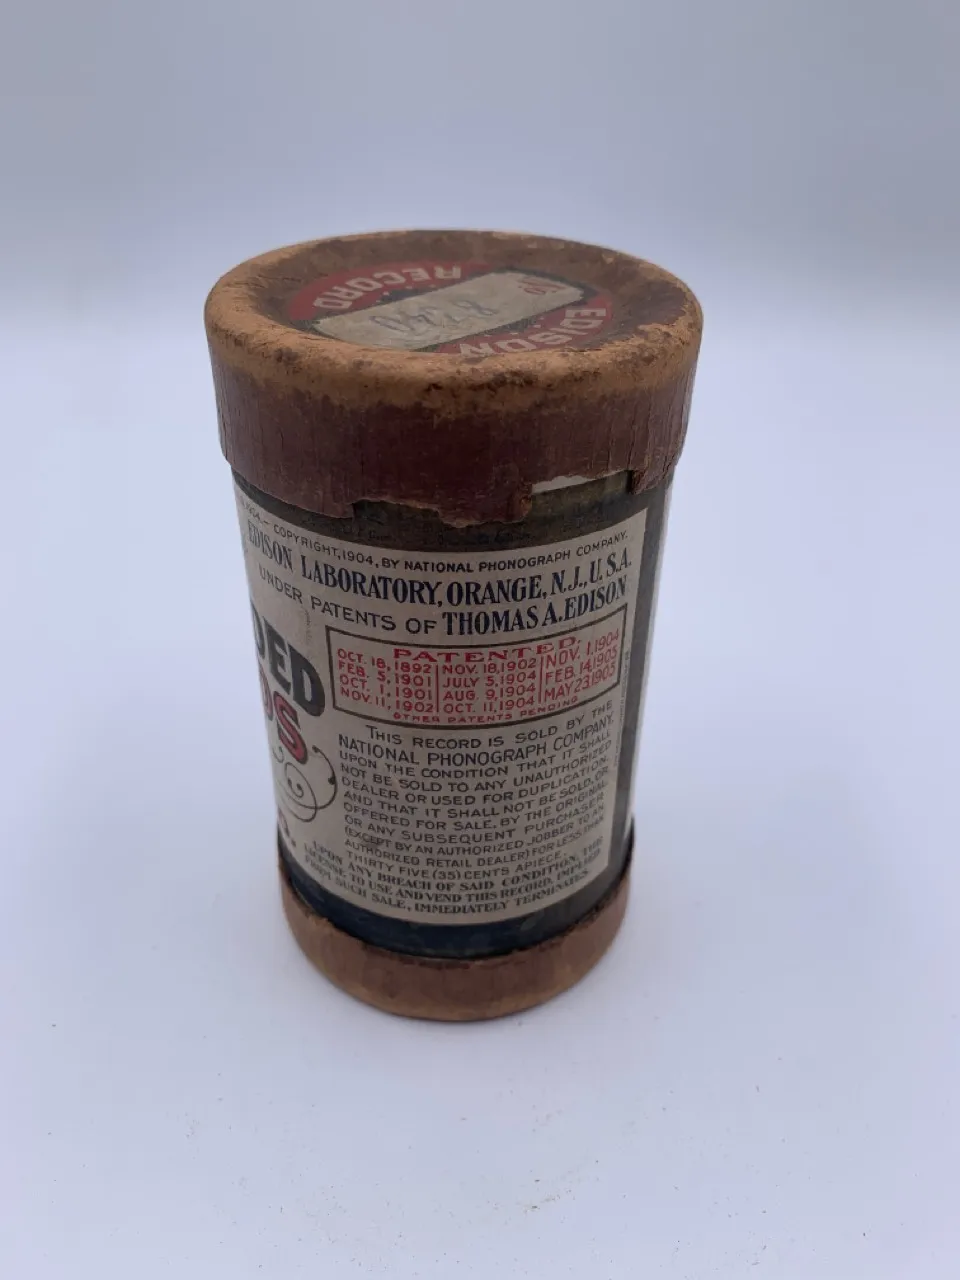 RECORD
EDISON
1904.- COPYRIGHT, 1904, BY NATIONAL PHONOGRAPH COMPANY.
EDISON LABORATORY, ORANGE, N.J., U.S.A.
UNDER PATENTS OF THOMAS A. EDISON
PATENTED.
OCT. 18, 1892 NOV. 18, 1902 NOV. 1, 1904
FEB. 5, 1901 JULY 5, 1904 FEB. 14, 1905
OCT. 1, 1901 AUG. 9, 1904 MAY 23, 1905
NOV. 11, 1902 OCT. 11, 1904
OTHER PATENTS PENDING
DED
DS
THIS RECORD IS SOLD BY THE
NATIONAL PHONOGRAPH COMPANY,
UPON THE CONDITION THAT IT SHALL
NOT BE SOLD TO ANY UNAUTHORIZED
DEALER OR USED FOR DUPLICATION,
AND THAT IT SHALL NOT BE SOLD, OR
OFFERED FOR SALE, BY THE ORIGINAL,
OR ANY SUBSEQUENT PURCHASER
(EXCEPT BY AN AUTHORIZED JOBBER TO AN
AUTHORIZED RETAIL DEALER) FOR LESS THAN
THIRTY FIVE (35) CENTS APIECE.
UPON ANY BREACH OF SAID CONDITION, THE
LICENSE TO USE AND VEND THIS RECORD, IMPLIED
FROM SUCH SALE, IMMEDIATELY TERMINATES.